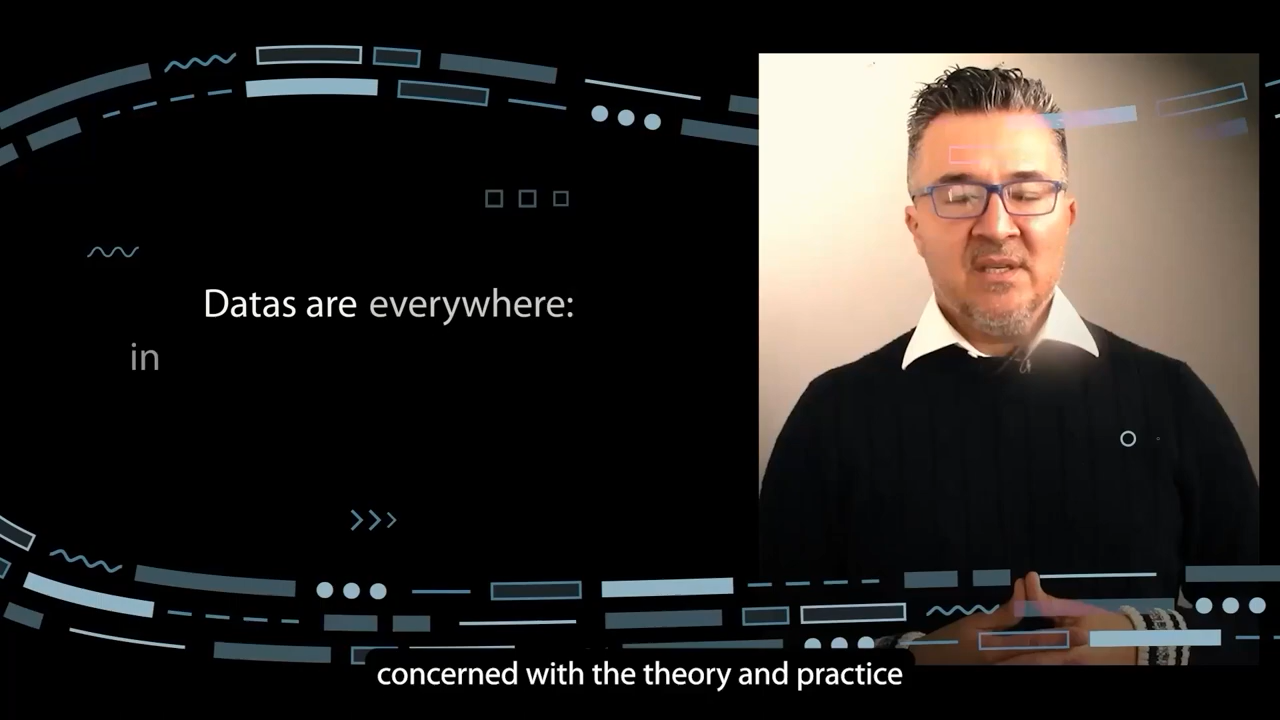 Datas are everywhere:
in
concerned with the theory and practice